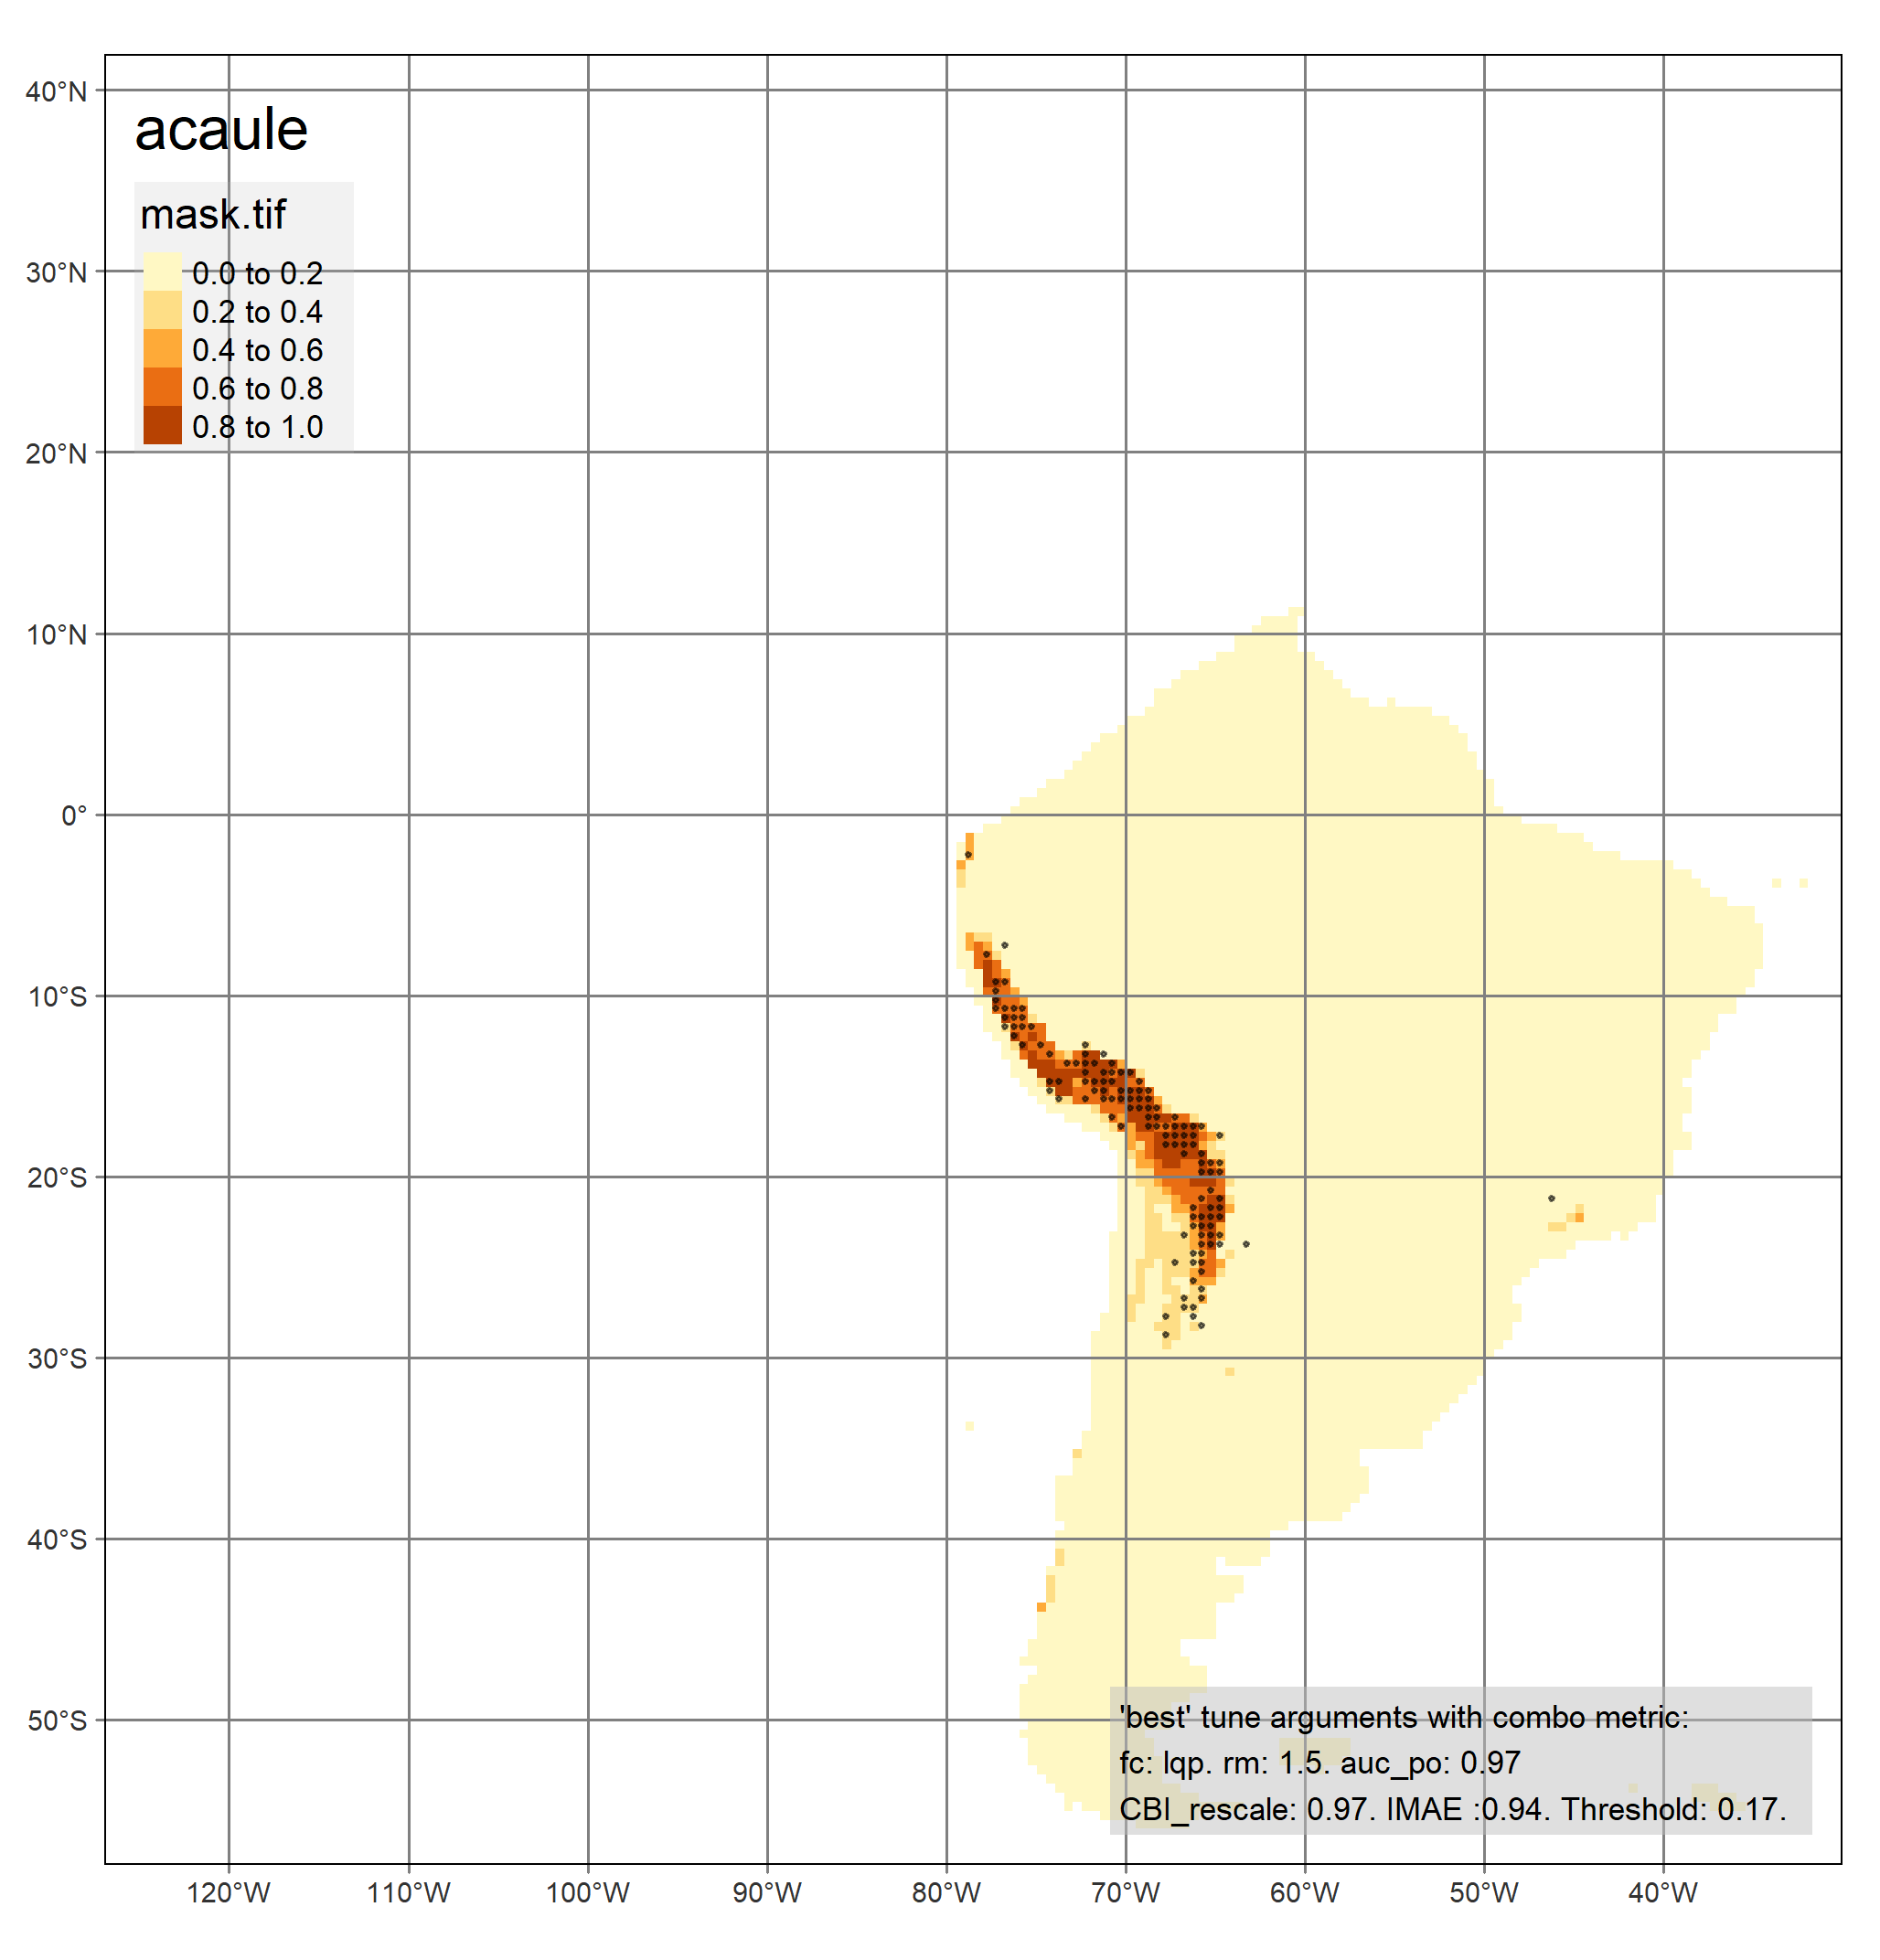 acaule
mask.tif
0.0 to 0.2
0.2 to 0.4
0.4 to 0.6
0.6 to 0.8
0.8 to 1.0
40°N
30°N
20°N
10°N
0°
10°S
20°S
30°S
40°S
50°S
'best' tune arguments with combo metric:
fc: lqp. rm: 1.5. auc_po: 0.97
CBI_rescale: 0.97. IMAE :0.94. Threshold: 0.17.
120°W 110°W 100°W 90°W 80°W 70°W 60°W 50°W 40°W